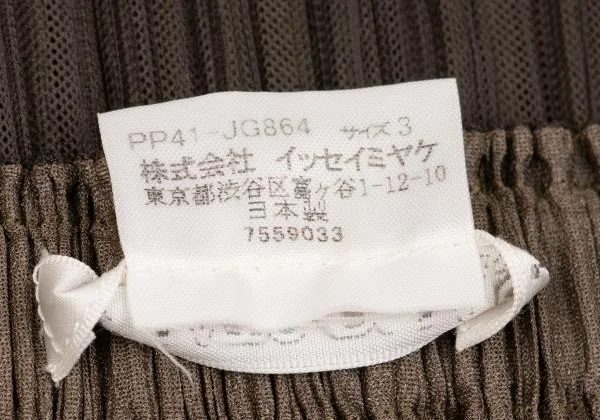 PP41-JG864 サイズ 3
株式会社 イッセイミヤケ
東京都渋谷区富ヶ谷1-12-10
日本製
7559033